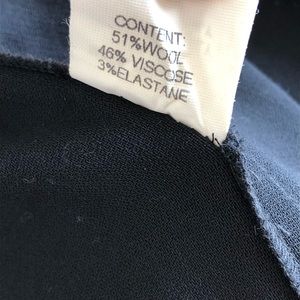 CONTENT:
51%WOOL
46% VISCOSE
3%ELASTANE